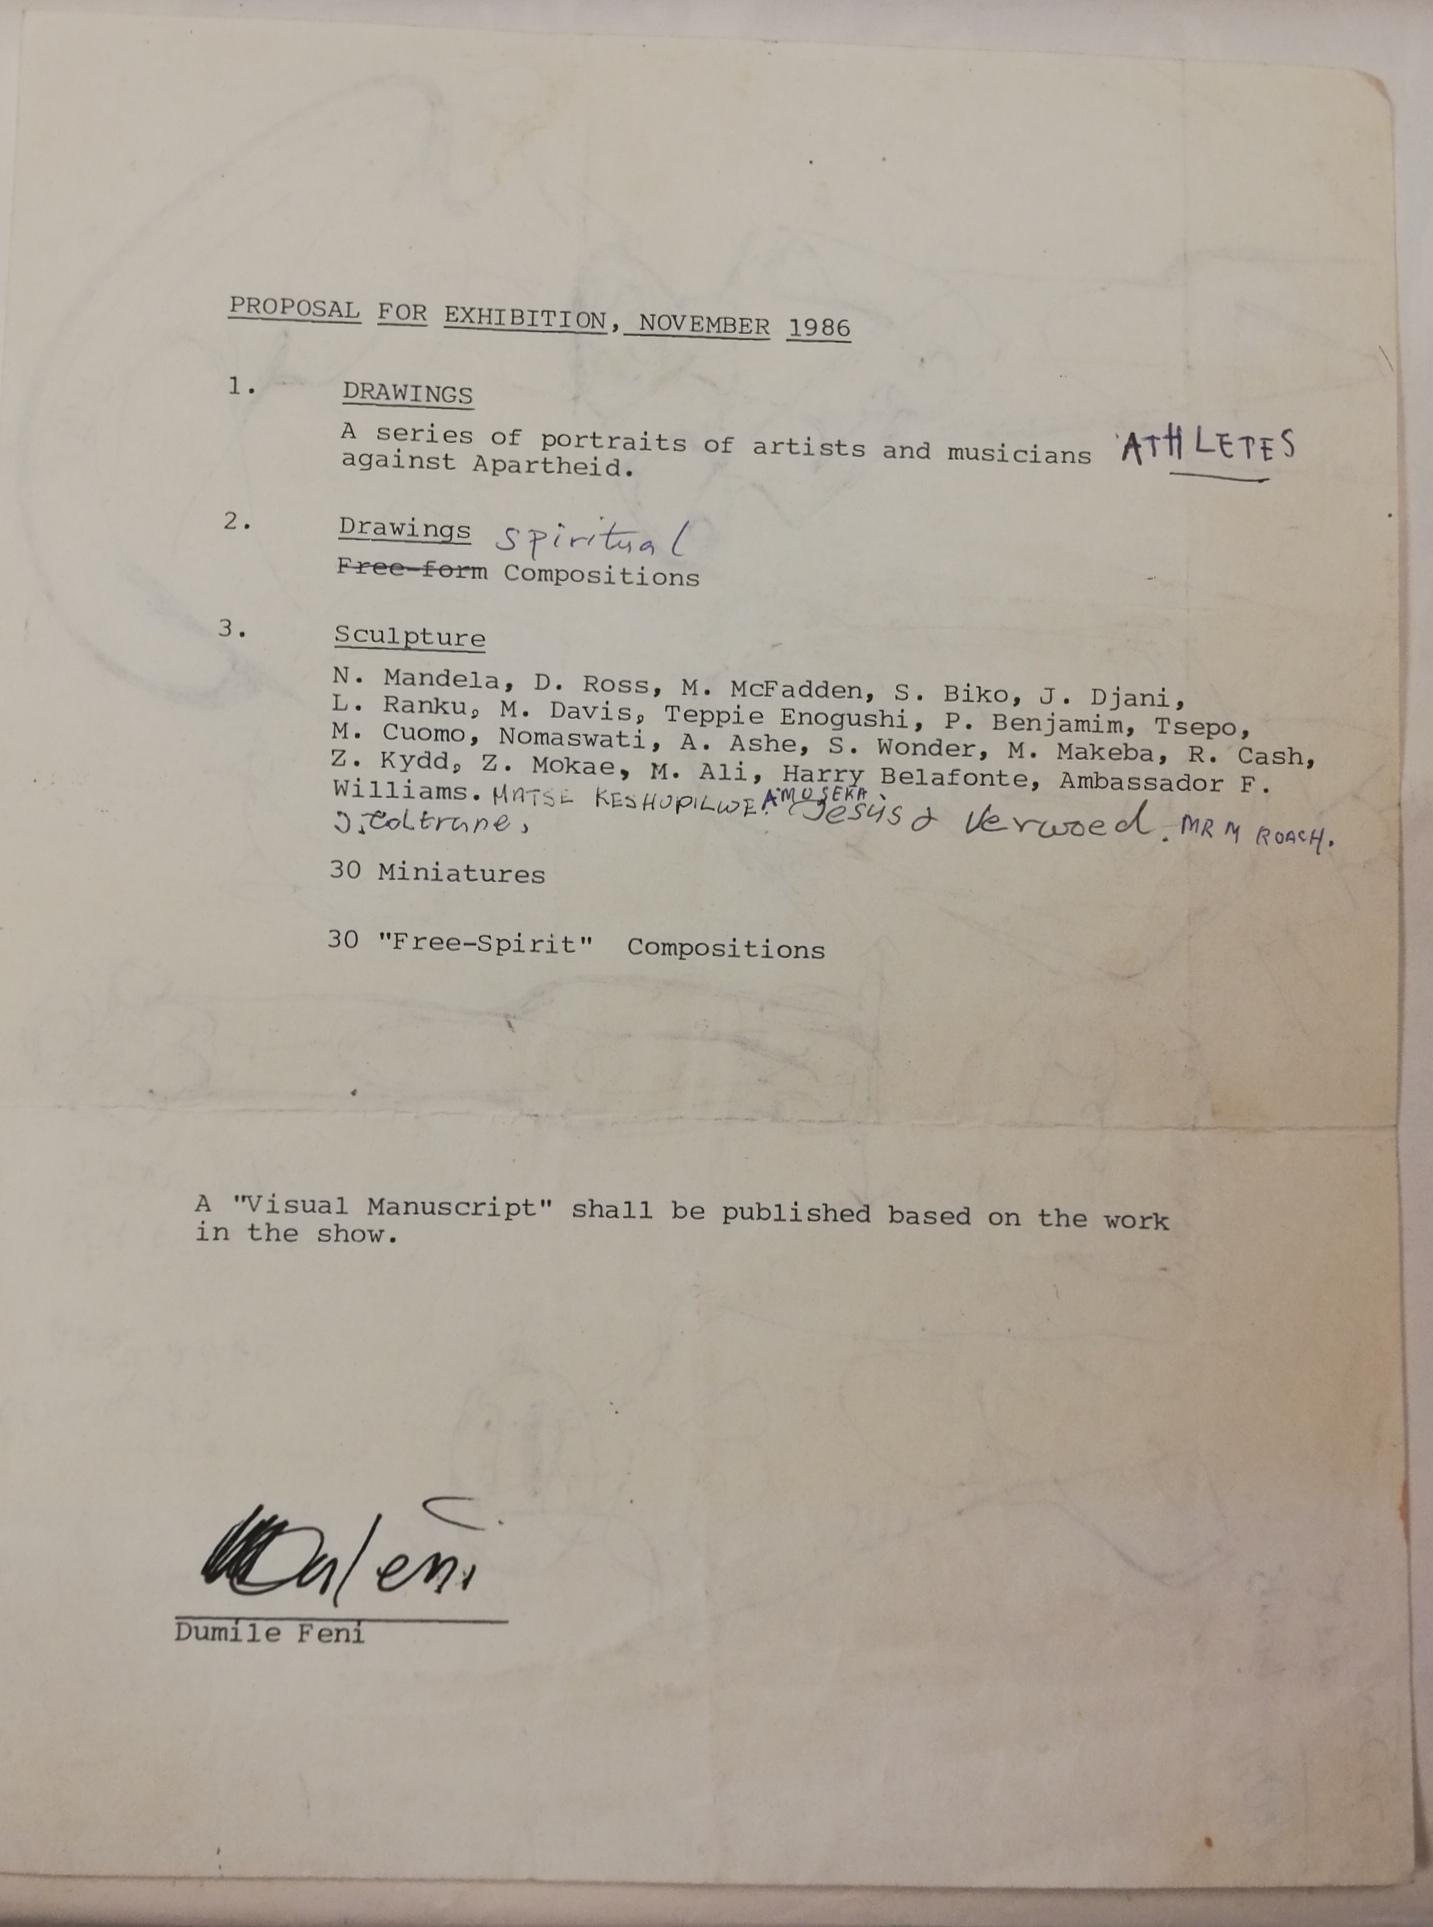 PROPOSAL FOR EXHIBITION, NOVEMBER 1986
1. DRAWINGS
A series of portraits of artists and musicians ATHLETES
against Apartheid.
2. Drawings spiritual
Free-form Compositions
3. Sculpture
N. Mandela, D. Ross, M. McFadden, S. Biko, J. Djani,
L. Ranku, M. Davis, Teppie Enogushi, P. Benjamim, Tsepo,
M. Cuomo, Nomaswati, A. Ashe, S. Wonder, M. Makeba, R. Cash,
Z. Kydd, Z. Mokae, M. Ali, Harry Belafonte, Ambassador F.
Williams. Jesus & Verwoed. MR M ROACH.
J. Coltrane,
30 Miniatures
30 "Free-Spirit" Compositions
A "Visual Manuscript" shall be published based on the work
in the show.
Dumile Feni